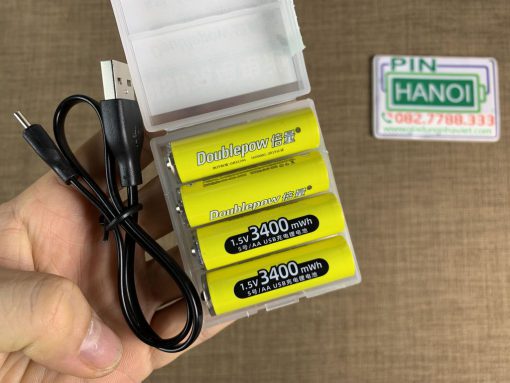 Doublepow 倍量®
Doublepow 倍量®
1.5V 3400 mWh
5号/AA USB充电锂电池
1.5V 3400 mWh
5号/AA USB充电锂电池
PIN
HANOI
082.7788.333